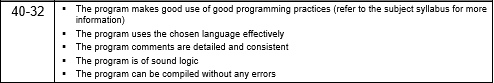 40-32
▪ The program makes good use of good programming practices (refer to the subject syllabus for more
information)
▪ The program uses the chosen language effectively
▪ The program comments are detailed and consistent
▪ The program is of sound logic
▪ The program can be compiled without any errors